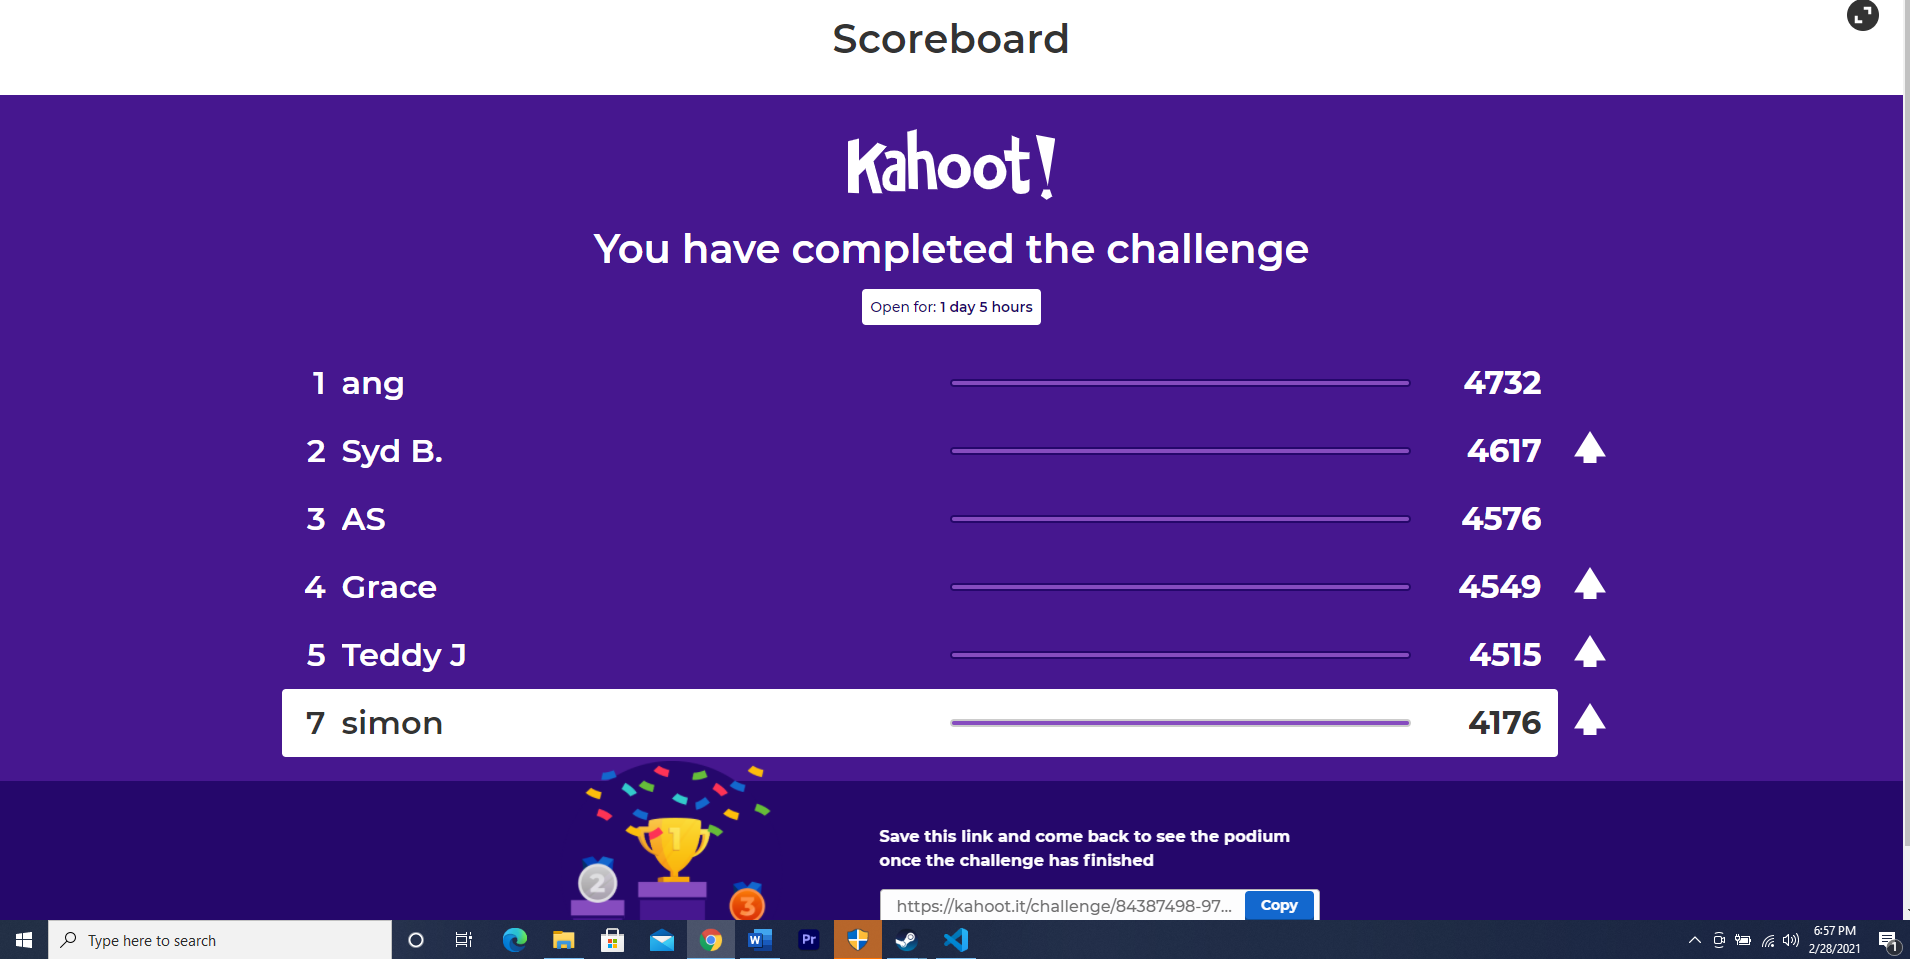 Scoreboard
Kahoot!
You have completed the challenge
Open for: 1 day 5 hours
1 ang 4732
2 Syd B. 4617
3 AS 4576
4 Grace 4549
5 Teddy J 4515
7 simon 4176
1
2
3
Save this link and come back to see the podium
once the challenge has finished
https://kahoot.it/challenge/84387498-97... Copy
Type here to search
W
Pr
6:57 PM
2/28/2021
1